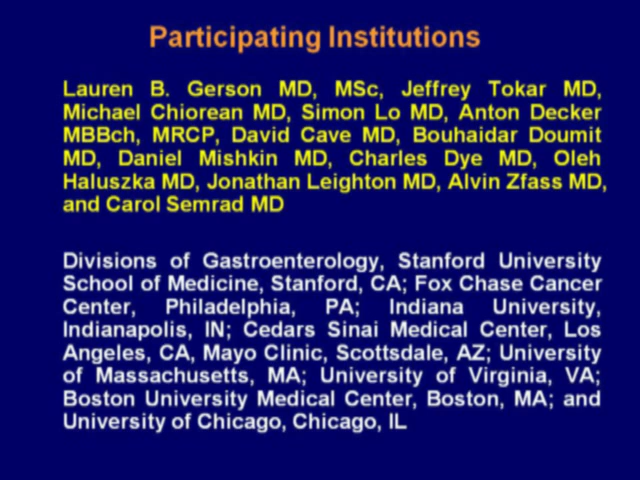 Participating Institutions
Lauren B. Gerson MD, MSc, Jeffrey Tokar MD,
Michael Chiorean MD, Simon Lo MD, Anton Decker
MBBch, MRCP, David Cave MD, Bouhaidar Doumit
MD, Daniel Mishkin MD, Charles Dye MD, Oleh
Haluszka MD, Jonathan Leighton MD, Alvin Zfass MD,
and Carol Semrad MD
Divisions of Gastroenterology, Stanford University
School of Medicine, Stanford, CA; Fox Chase Cancer
Center, Philadelphia, PA; Indiana University,
Indianapolis, IN; Cedars Sinai Medical Center, Los
Angeles, CA, Mayo Clinic, Scottsdale, AZ; University
of Massachusetts, MA; University of Virginia, VA;
Boston University Medical Center, Boston, MA; and
University of Chicago, Chicago, IL